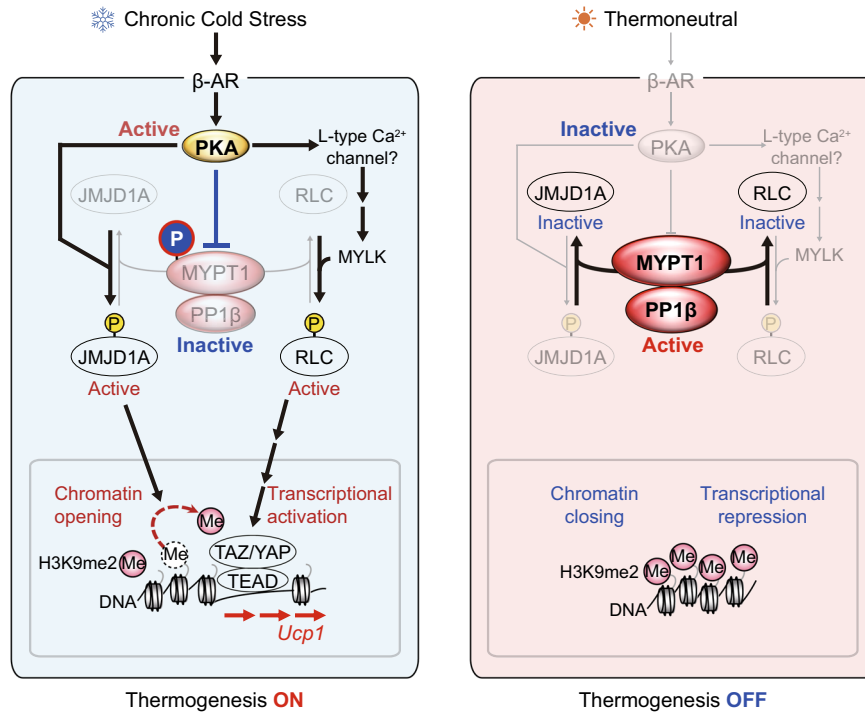 Chronic Cold Stress
β-AR
Active
PKA
L-type Ca²⁺
channel?
JMJD1A
RLC
P
MYPT1
MYLK
PP1β
Inactive
P
P
JMJD1A
RLC
Active
Active
Chromatin
opening
Transcriptional
activation
Me
Me
TAZ/YAP
H3K9me2
Me
TEAD
DNA
Ucp1
Thermogenesis ON
Thermoneutral
β-AR
Inactive
PKA
L-type Ca²⁺
channel?
JMJD1A
RLC
Inactive
Inactive
MYPT1
MYLK
PP1β
P
P
Active
JMJD1A
RLC
Chromatin
closing
Transcriptional
repression
Me
Me
H3K9me2
Me
Me
DNA
Thermogenesis OFF